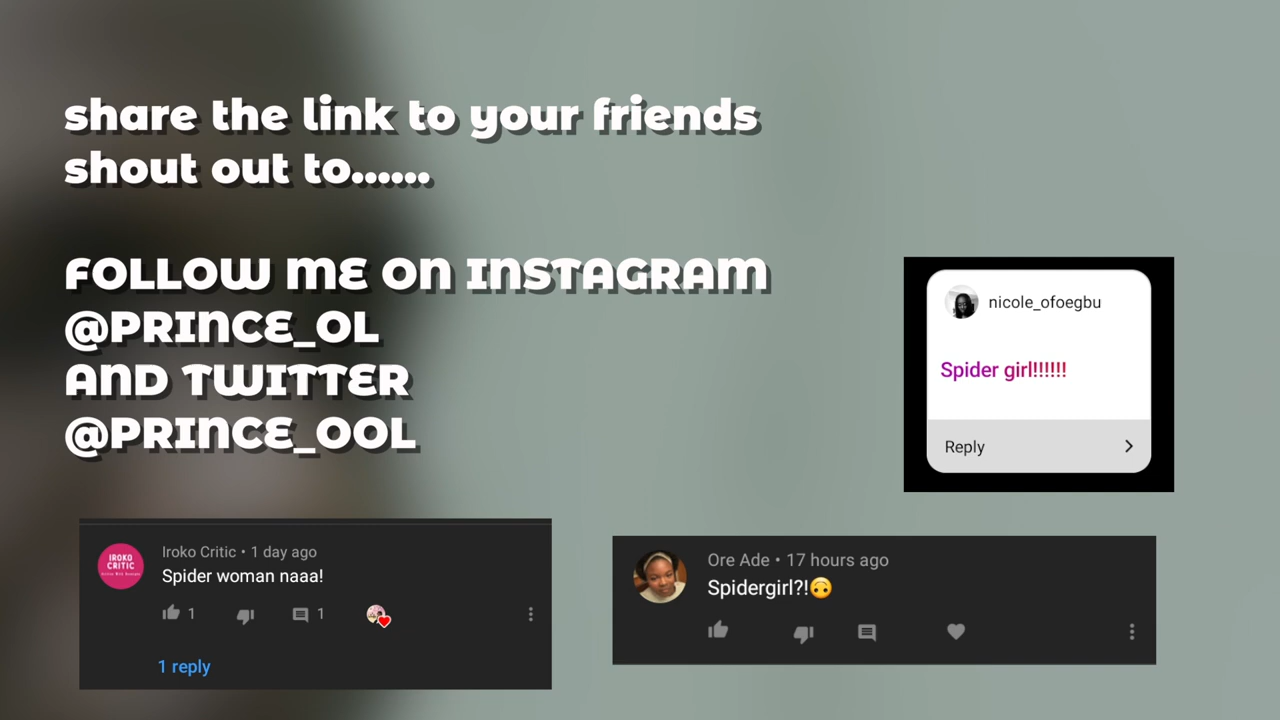 share the link to your friends
shout out to......
FOLLOW ME ON INSTAGRAM
@PRINCE_OL
AND TWITTER
@PRINCE_OOL
nicole_ofoegbu
Spider girl!!!!!!
Reply
IROKO
CRITIC
Iroko Critic • 1 day ago
Spider woman naaa!
1
1
1 reply
Ore Ade • 17 hours ago
Spidergirl?!🙃